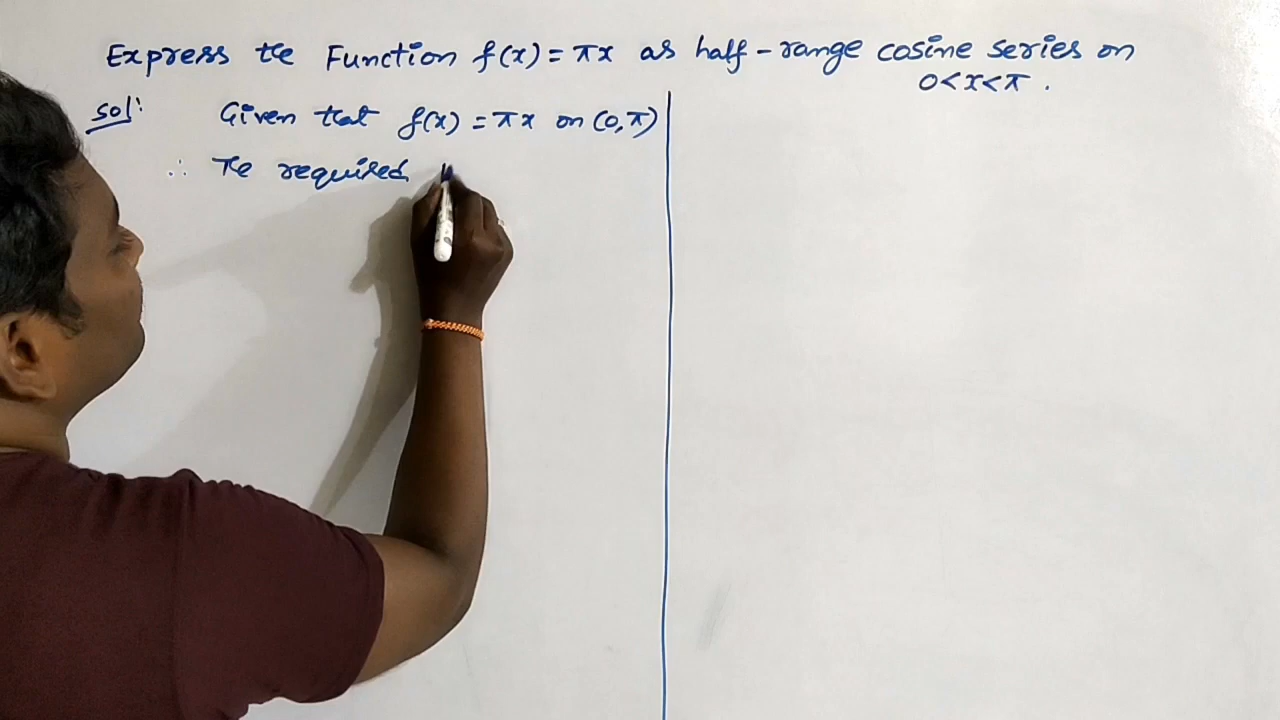 Express the Function f(x) = πx as half-range cosine series on
0<x<π.
Sol:
Given that f(x) = πx on (0,π)
∴ The required